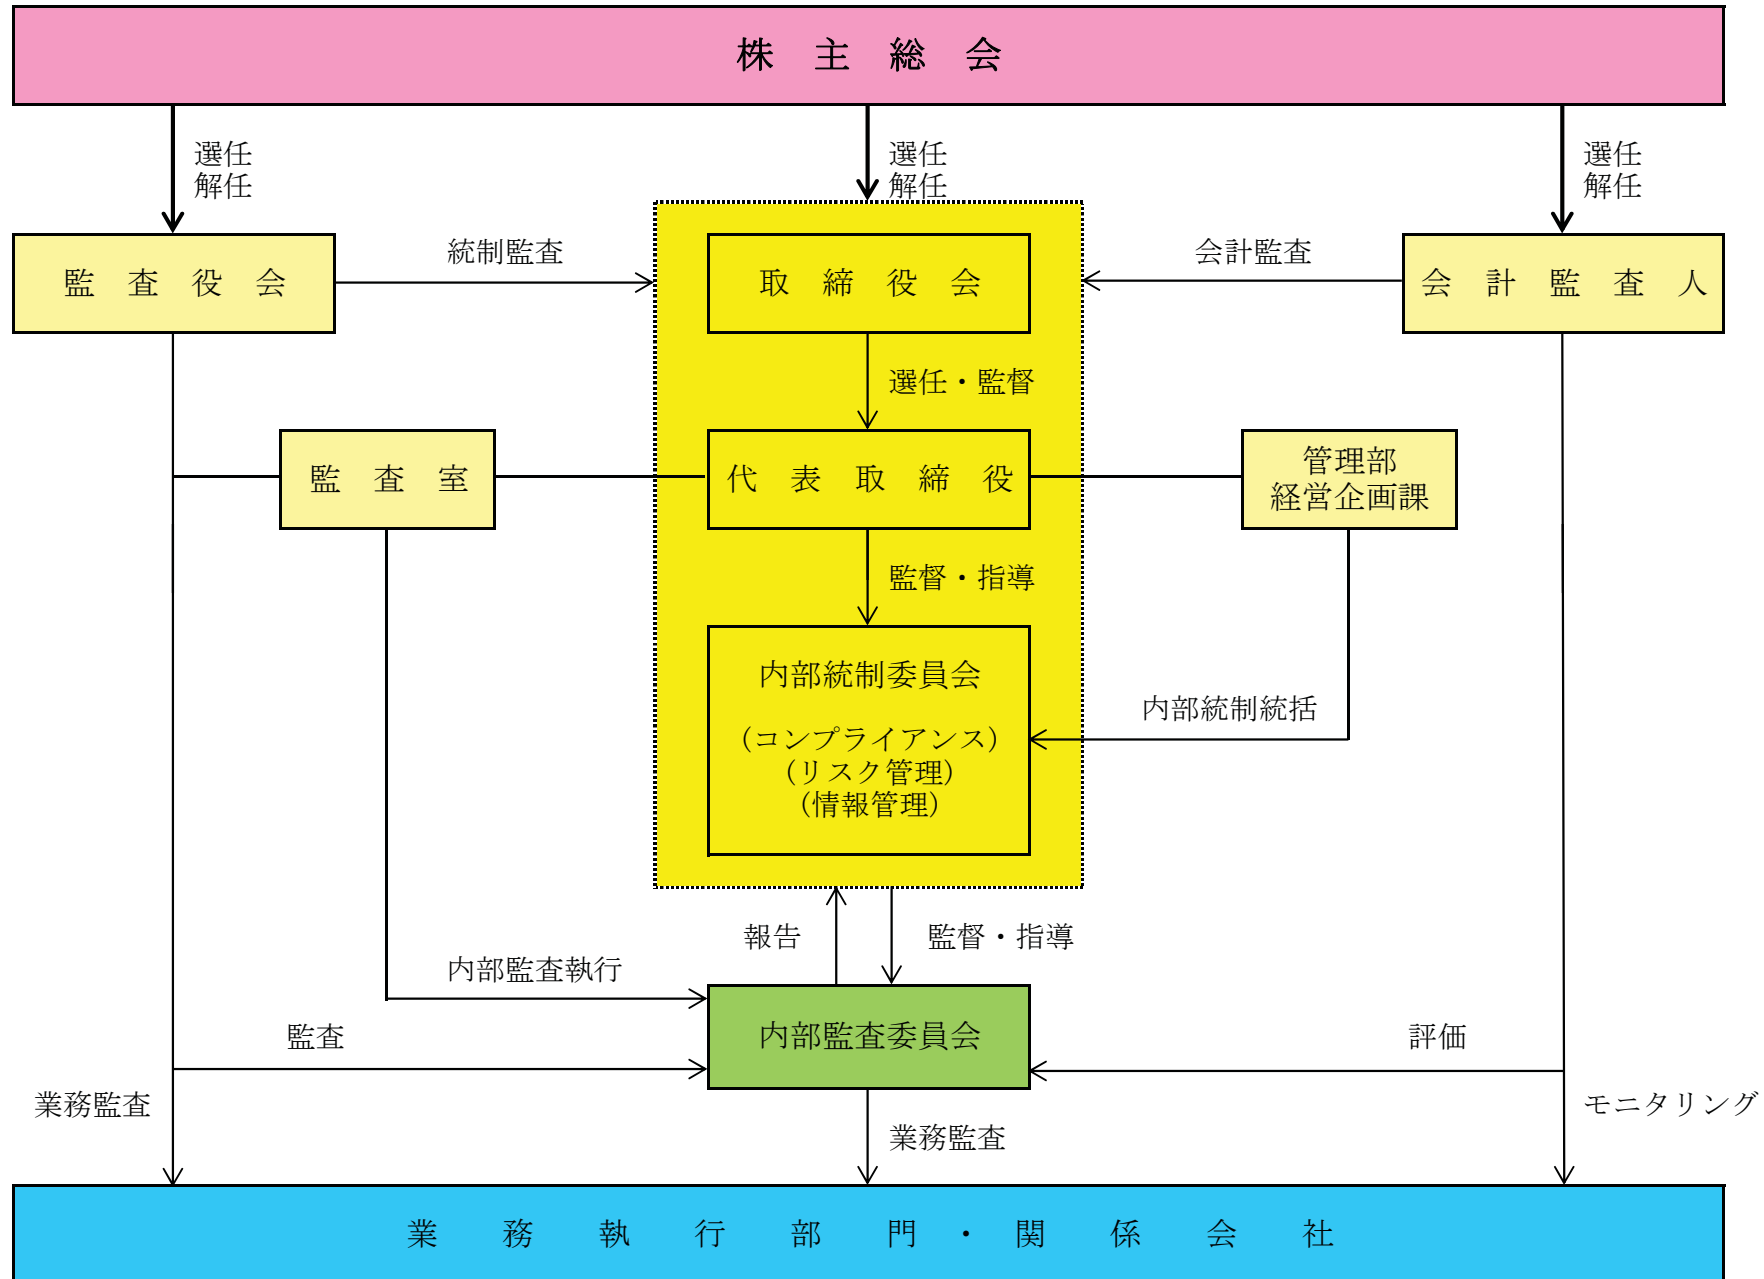 株 主 総 会
選任
解任
選任
解任
選任
解任
監 査 役 会
統制監査
取 締 役 会
会計監査
会 計 監 査 人
選任・監督
監 査 室
代 表 取 締 役
管理部
経営企画課
監督・指導
内部統制委員会
（コンプライアンス）
（リスク管理）
（情報管理）
内部統制統括
報告
監督・指導
内部監査執行
内部監査委員会
監査
評価
業務監査
モニタリング
業務監査
業 務 執 行 部 門 ・ 関 係 会 社